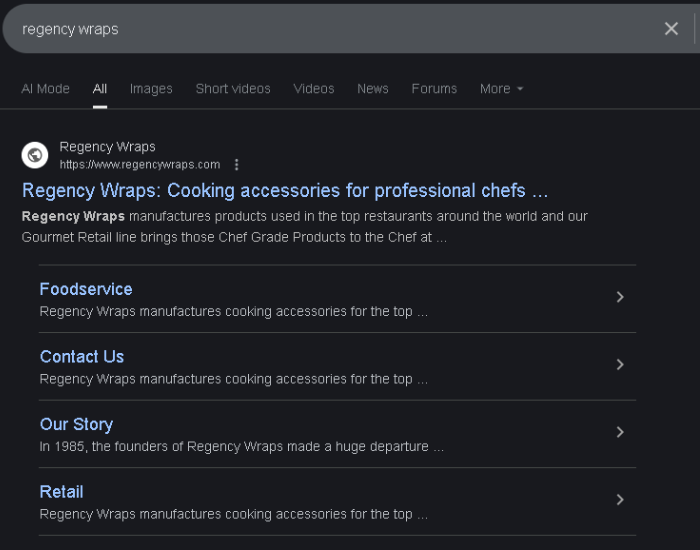 regency wraps
AI Mode All Images Short videos Videos News Forums More
Regency Wraps
https://www.regencywraps.com
Regency Wraps: Cooking accessories for professional chefs ...
Regency Wraps manufactures products used in the top restaurants around the world and our
Gourmet Retail line brings those Chef Grade Products to the Chef at ...
Foodservice
Regency Wraps manufactures cooking accessories for the top ...
Contact Us
Regency Wraps manufactures cooking accessories for the top ...
Our Story
In 1985, the founders of Regency Wraps made a huge departure ...
Retail
Regency Wraps manufactures cooking accessories for the top ...